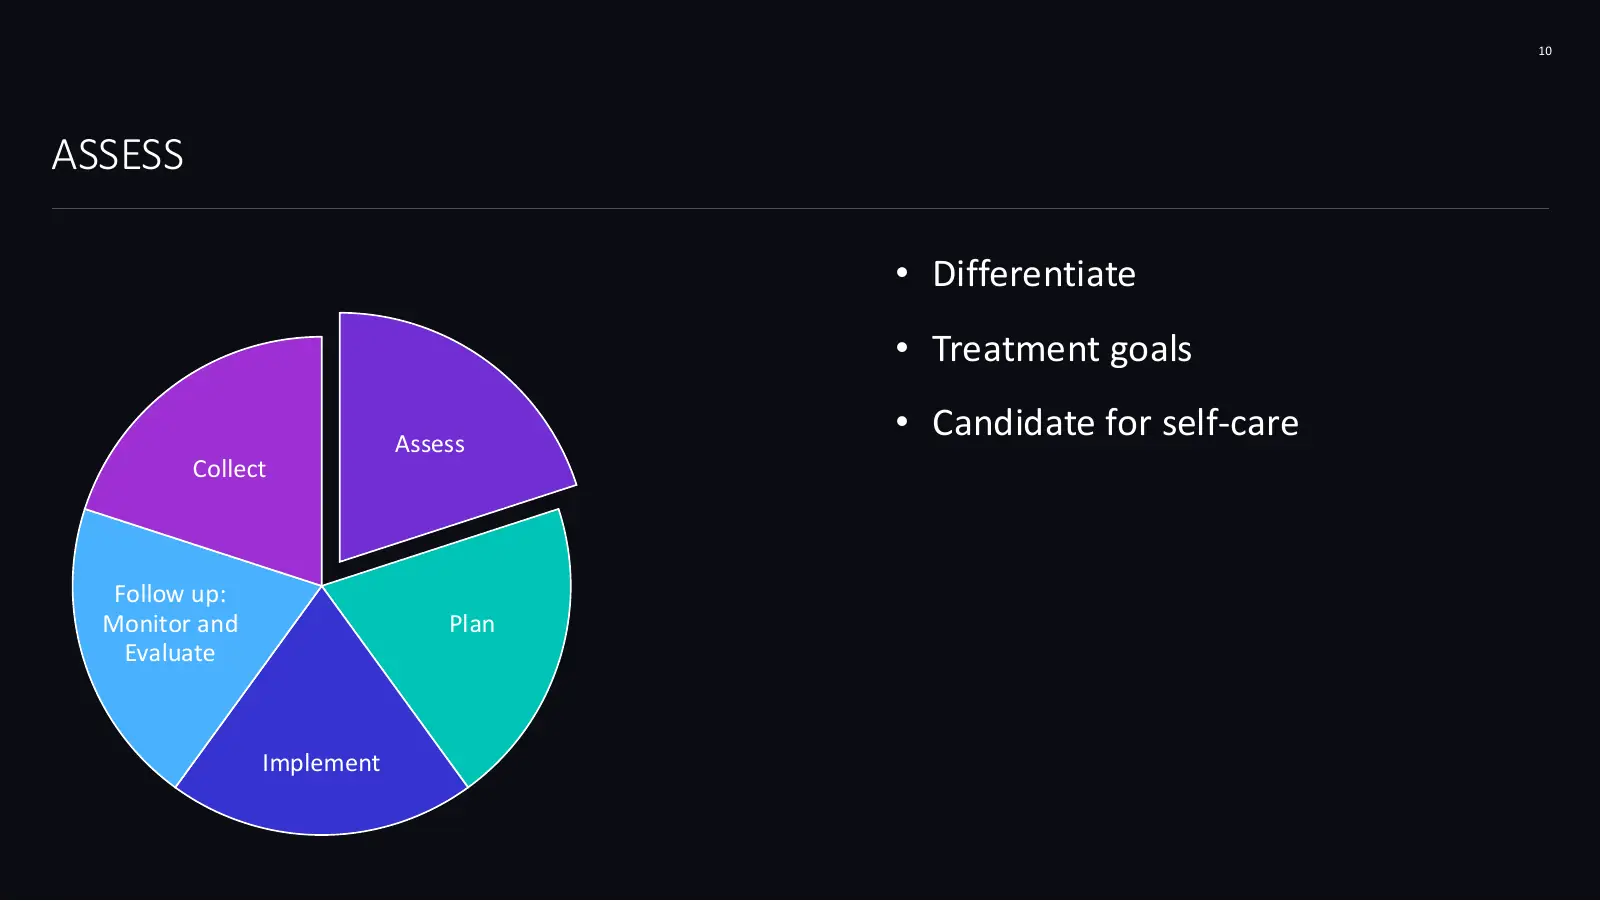 10
ASSESS
• Differentiate
• Treatment goals
• Candidate for self-care
Assess
Collect
Follow up:
Monitor and
Evaluate
Plan
Implement